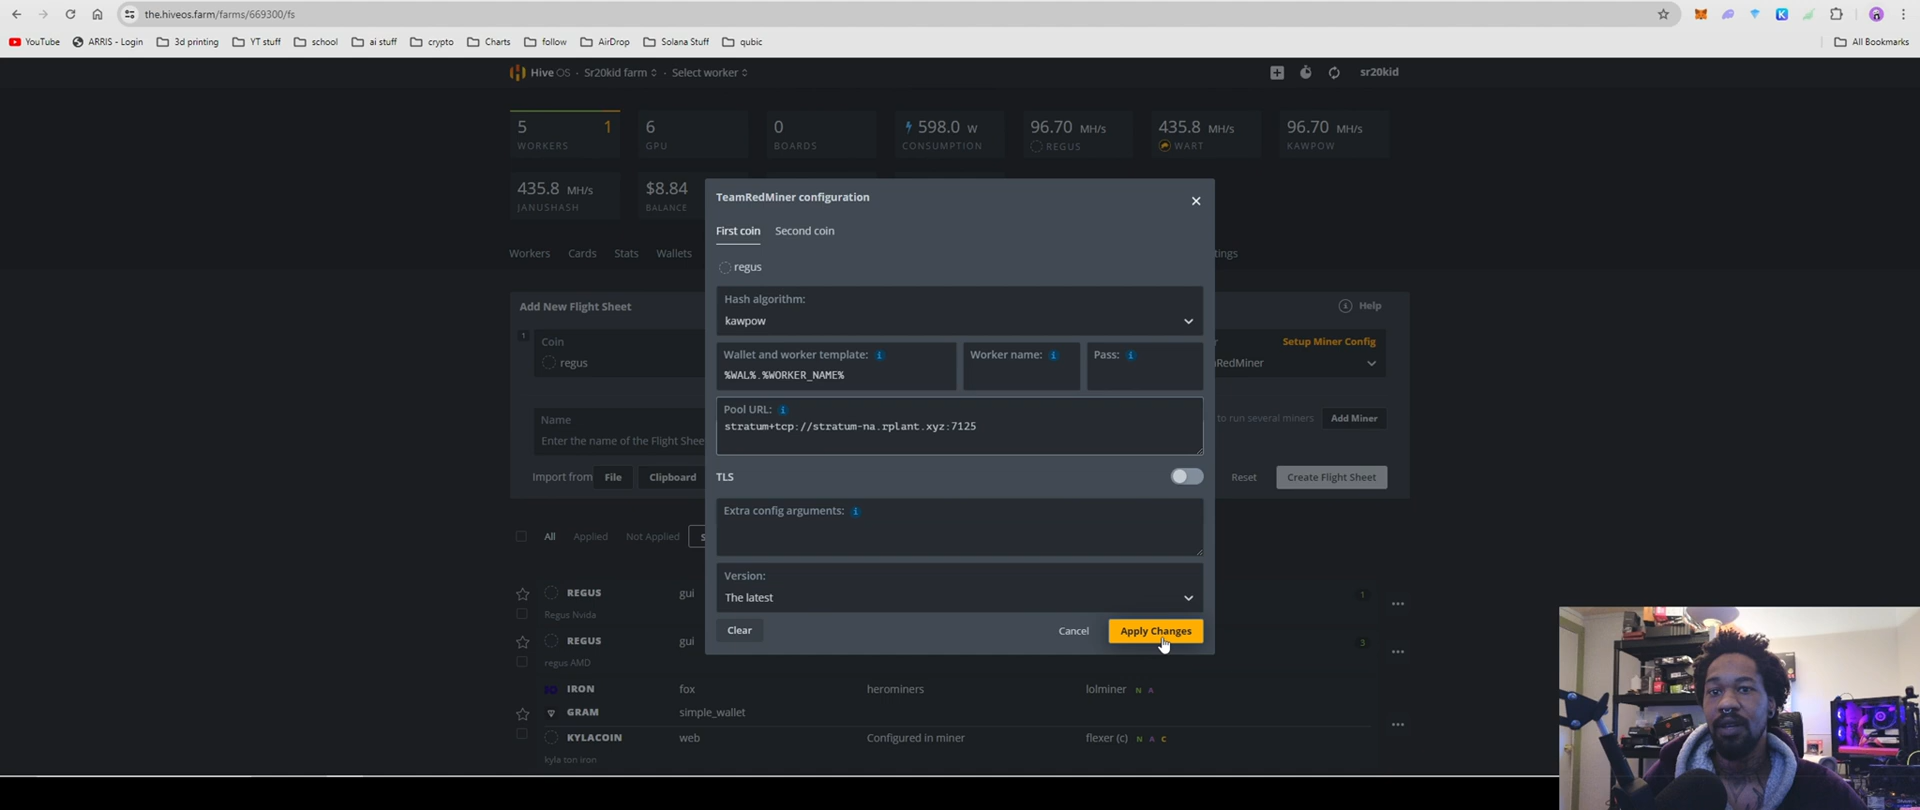 the.hiveos.farm/farms/669300/fs
YouTube ARRIS - Login 3d printing YT stuff school ai stuff crypto Charts follow AirDrop Solana Stuff qubic All Bookmarks
Hive OS · Sr20kid farm · Select worker sr20kid
5 1 6 0 598.0 W 96.70 MH/s 435.8 MH/s 96.70 MH/s
WORKERS GPU BOARDS CONSUMPTION REGUS WART KAWPOW
435.8 MH/s $8.84
JANUSHASH BALANCE
TeamRedMiner configuration
First coin Second coin
Workers Cards Stats Wallets tings
regus
Add New Flight Sheet Help
Hash algorithm:
kawpow
1 Coin Setup Miner Config
regus RedMiner
Wallet and worker template: Worker name: Pass:
%WAL%.%WORKER_NAME%
Pool URL:
stratum+tcp://stratum-na.rplant.xyz:7125
Name to run several miners Add Miner
Enter the name of the Flight Shee
TLS
Import from File Clipboard Reset Create Flight Sheet
Extra config arguments:
All Applied Not Applied
Version:
The latest
REGUS gui 1
Regus Nvida
Clear Cancel Apply Changes
REGUS gui 3
regus AMD
IRON fox herominers lolminer N A
GRAM simple_wallet
KYLACOIN web Configured in miner flexer (c) N A C
kyla ton iron